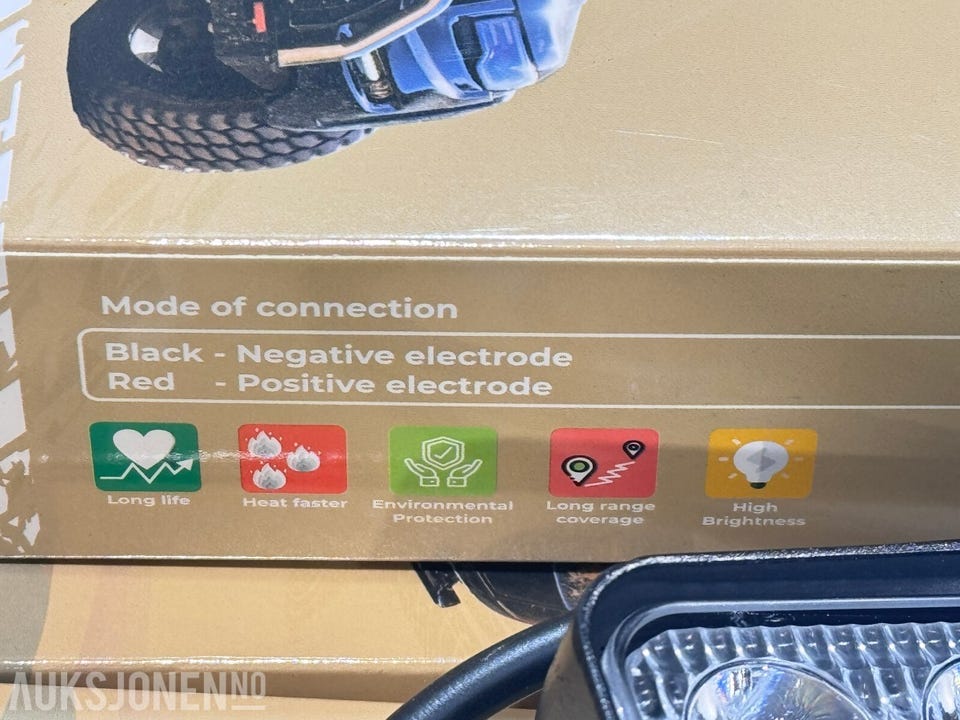 Mode of connection
Black - Negative electrode
Red - Positive electrode
Long life
Heat faster
Environmental
Protection
Long range
coverage
High
Brightness
AUKSJONEN.NO